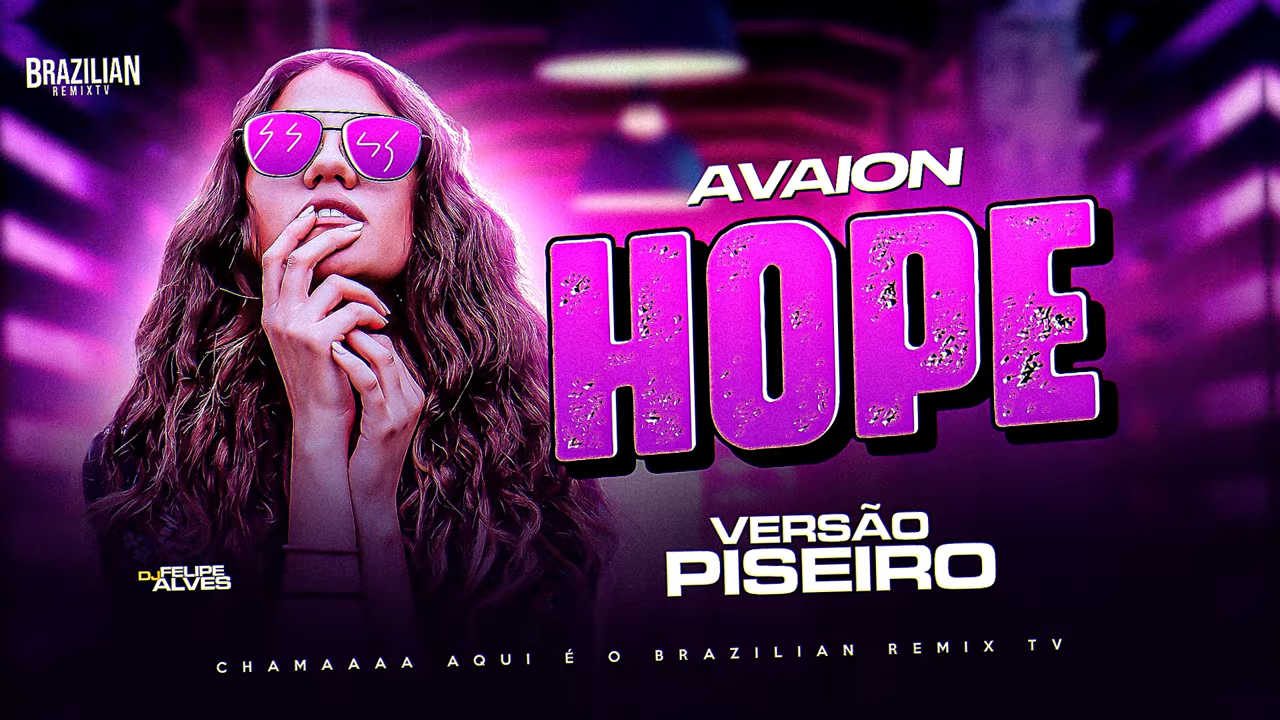 BRAZILIAN
REMIXTV
AVAION
HOPE
VERSÃO
PISEIRO
DJ FELIPE
ALVES
CHAMAAAA AQUI É O BRAZILIAN REMIX TV